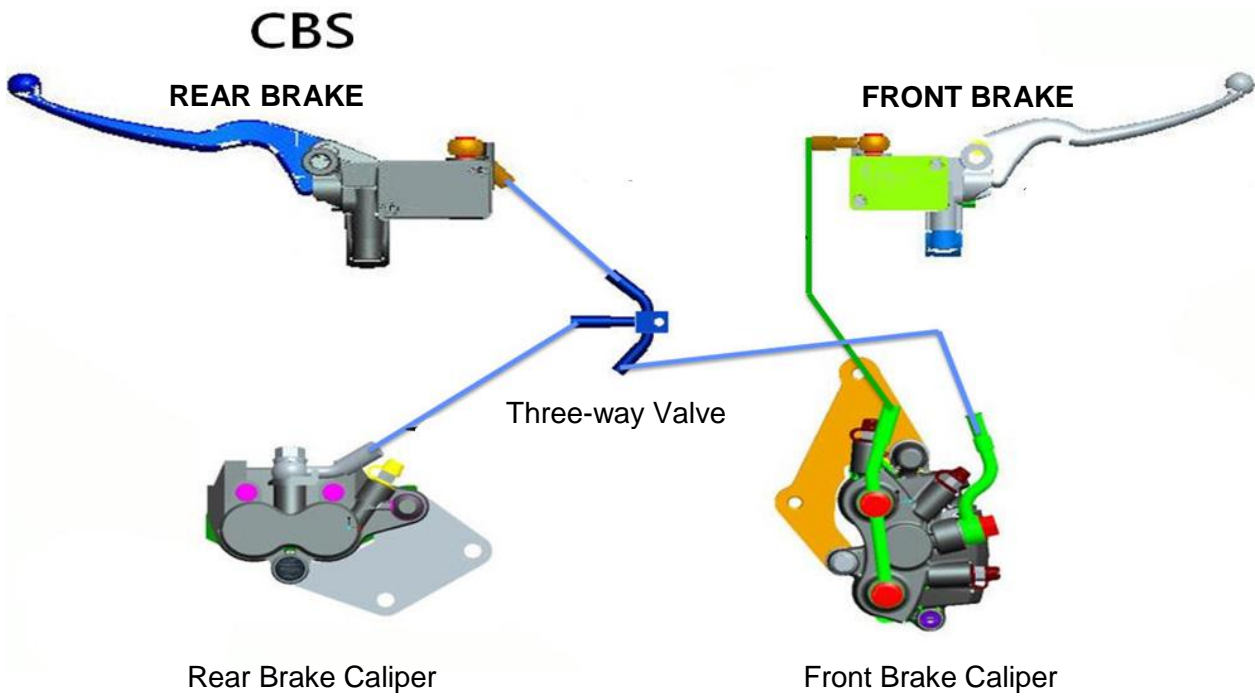 CBS
REAR BRAKE
FRONT BRAKE
Three-way Valve
Rear Brake Caliper
Front Brake Caliper